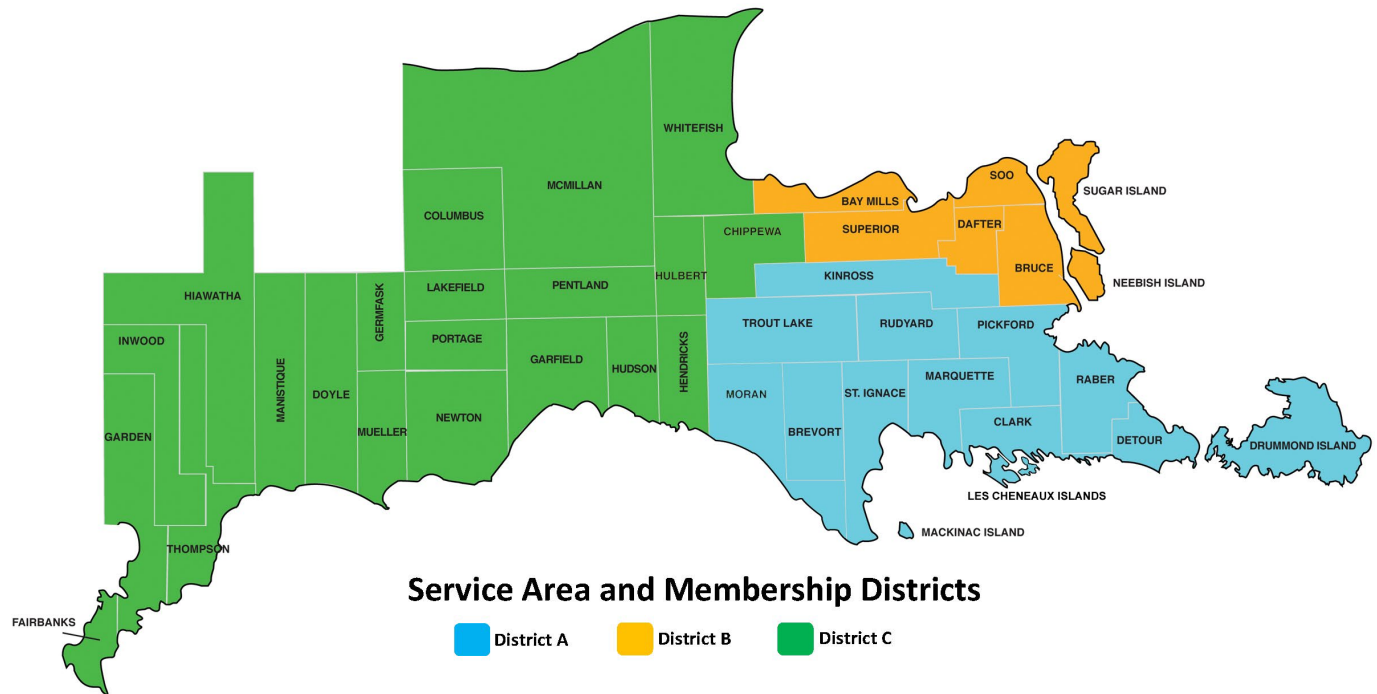 WHITEFISH
SOO
MCMILLAN
SUGAR ISLAND
BAY MILLS
COLUMBUS
DAFTER
CHIPPEWA
SUPERIOR
BRUCE
HULBERT
KINROSS
NEEBISH ISLAND
PENTLAND
LAKEFIELD
HIAWATHA
GERMFASK
TROUT LAKE
RUDYARD
PICKFORD
PORTAGE
INWOOD
GARFIELD
HUDSON
HENDRICKS
MARQUETTE
RABER
MANISTIQUE
DOYLE
MORAN
ST. IGNACE
NEWTON
CLARK
MUELLER
BREVORT
GARDEN
DETOUR
DRUMMOND ISLAND
LES CHENEAUX ISLANDS
MACKINAC ISLAND
THOMPSON
FAIRBANKS
Service Area and Membership Districts
District A
District B
District C